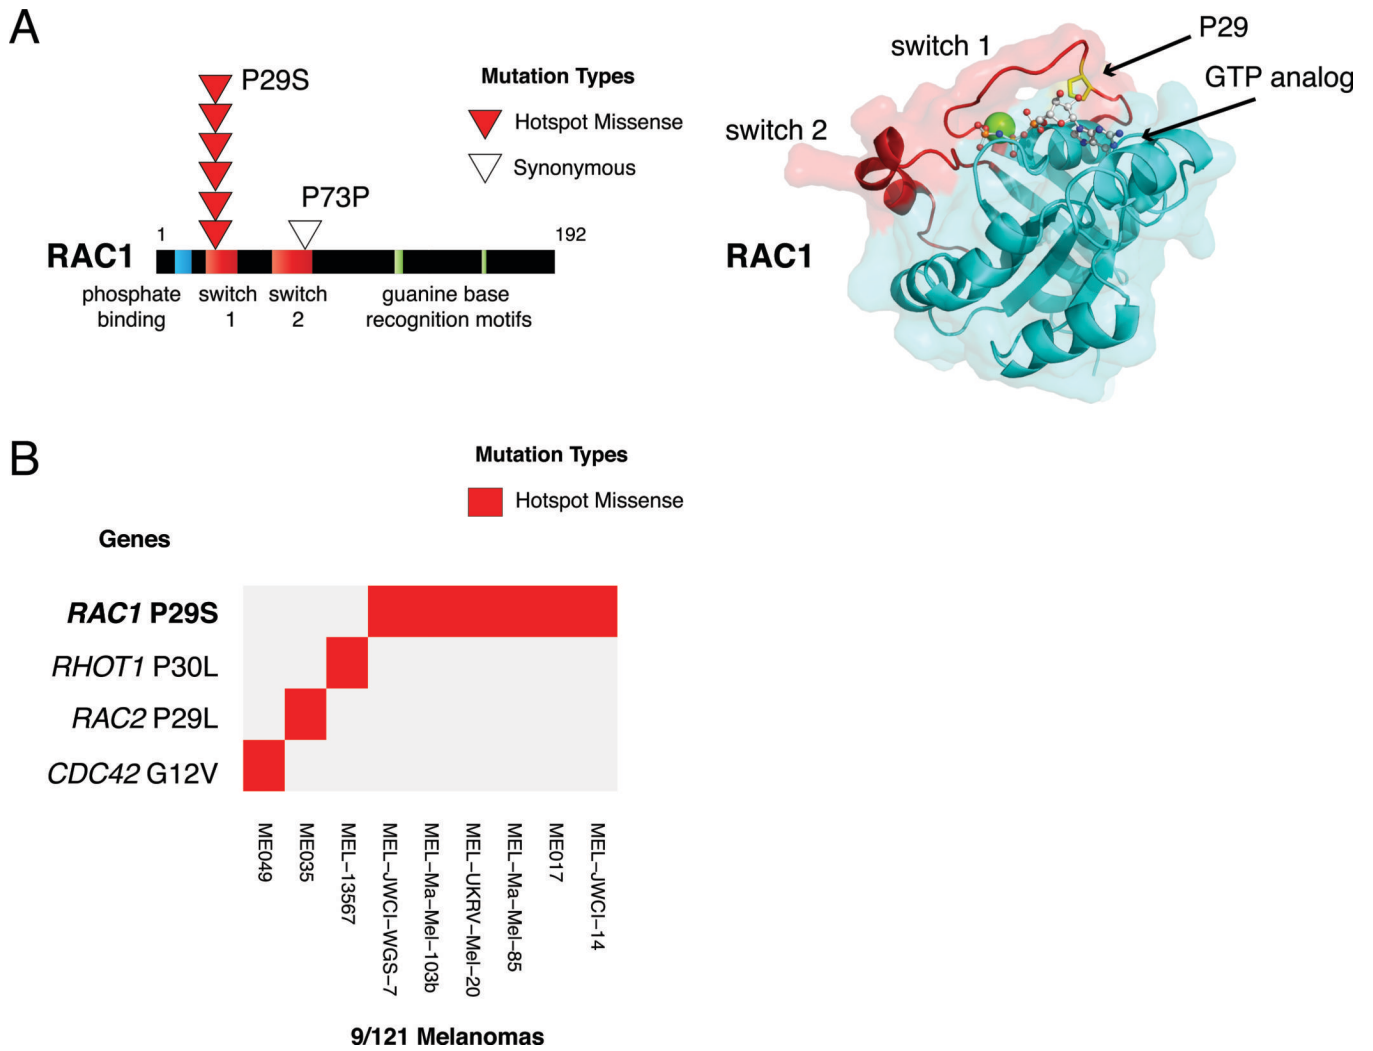 A
P29S
Mutation Types
Hotspot Missense
Synonymous
P73P
1
192
RAC1
phosphate
binding
switch
1
switch
2
guanine base
recognition motifs
switch 1
P29
GTP analog
switch 2
RAC1
B
Mutation Types
Hotspot Missense
Genes
RAC1 P29S
RHOT1 P30L
RAC2 P29L
CDC42 G12V
ME049
ME035
MEL–13567
MEL–JWCI–WGS–7
MEL–Ma–Mel–103b
MEL–UKRV–Mel–20
MEL–Ma–Mel–85
ME017
MEL–JWCI–14
9/121 Melanomas